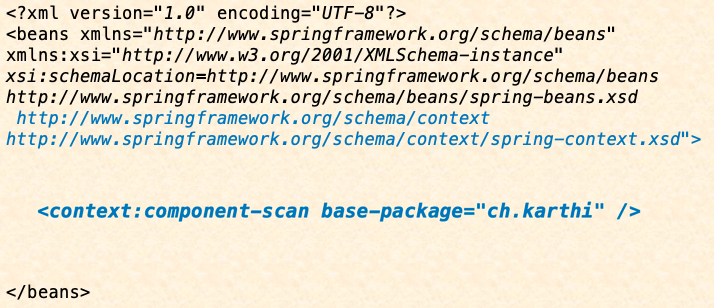 <?xml version="1.0" encoding="UTF-8"?>
<beans xmlns="http://www.springframework.org/schema/beans"
xmlns:xsi="http://www.w3.org/2001/XMLSchema-instance"
xsi:schemaLocation=http://www.springframework.org/schema/beans
http://www.springframework.org/schema/beans/spring-beans.xsd
http://www.springframework.org/schema/context
http://www.springframework.org/schema/context/spring-context.xsd">
<context:component-scan base-package="ch.karthi" />
</beans>